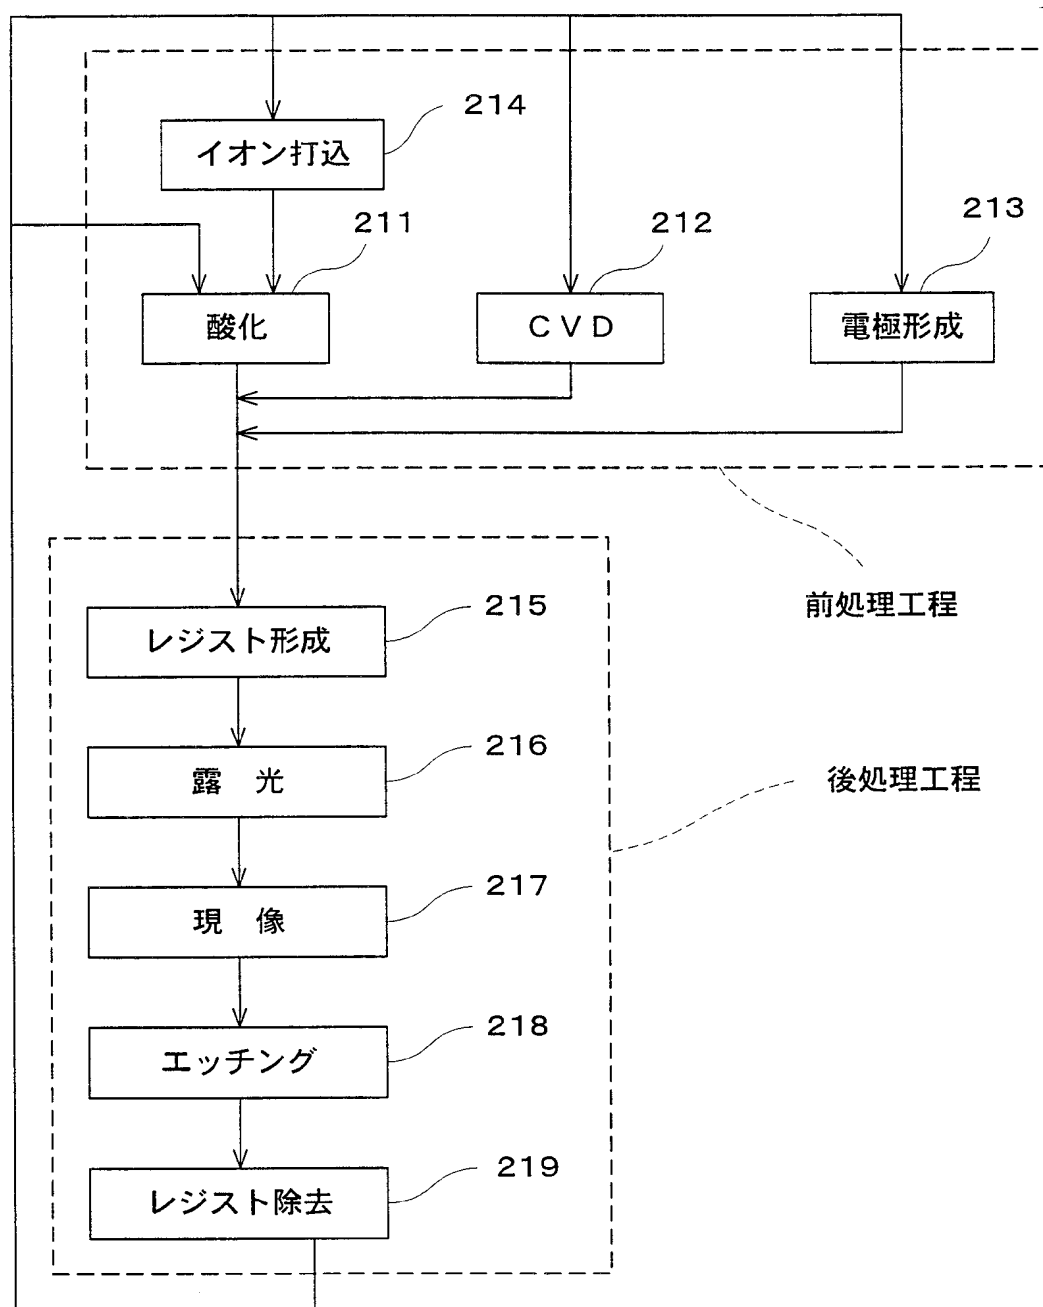 214
イオン打込
211
212
213
酸化
CVD
電極形成
前処理工程
215
レジスト形成
216
露 光
後処理工程
217
現 像
218
エッチング
219
レジスト除去